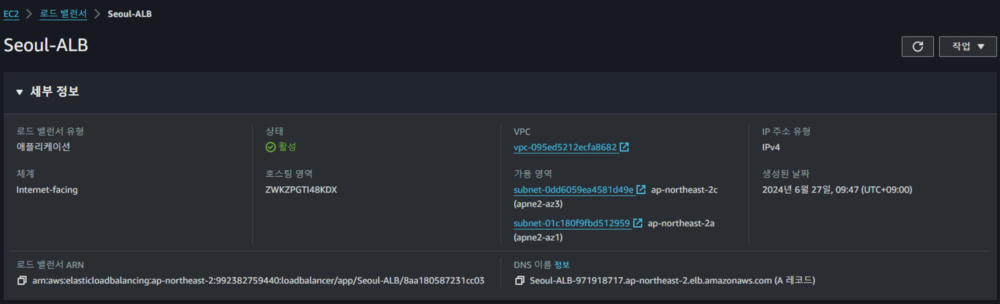 EC2 > 로드 밸런서 > Seoul-ALB
Seoul-ALB
작업
세부 정보
로드 밸런서 유형
애플리케이션
체계
Internet-facing
상태
활성
호스팅 영역
ZWKZPGTI48KDX
VPC
vpc-095ed5212ecfa8682
가용 영역
subnet-0dd6059ea4581d49e ap-northeast-2c
(apne2-az3)
subnet-01c180f9fbd512959 ap-northeast-2a
(apne2-az1)
IP 주소 유형
IPv4
생성된 날짜
2024년 6월 27일, 09:47 (UTC+09:00)
로드 밸런서 ARN
arn:aws:elasticloadbalancing:ap-northeast-2:992382759440:loadbalancer/app/Seoul-ALB/8aa180587231cc03
DNS 이름 정보
Seoul-ALB-971918717.ap-northeast-2.elb.amazonaws.com (A 레코드)